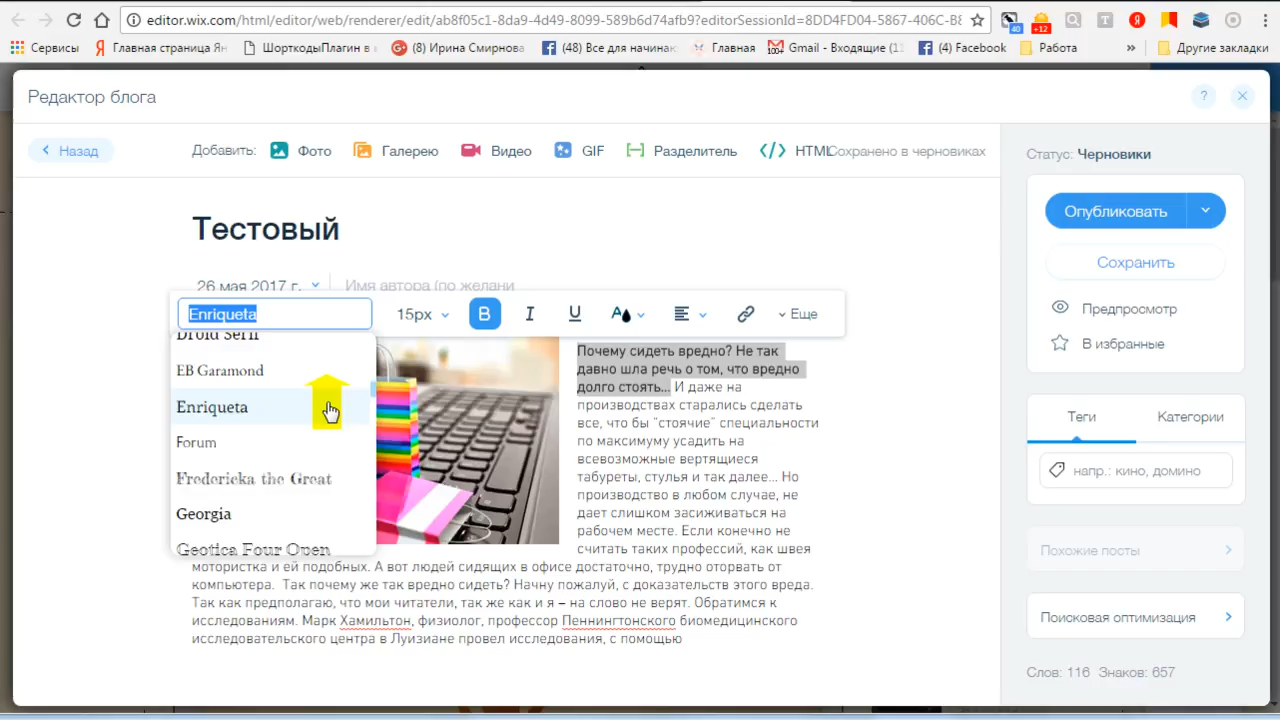 editor.wix.com/html/editor/web/renderer/edit/ab8f05c1-8da9-4d49-8099-589b6d74afb9?editorSessionId=8DD4FD04-5867-406C-B8
40
+12
Сервисы
Главная страница Ян
ШорткодыПлагин в
(8) Ирина Смирнова
(48) Все для начинак
Главная
100+
Gmail - Входящие (11
(4) Facebook
Работа
»
Другие закладки
Редактор блога
?
Назад
Добавить:
Фото
Галерею
Видео
GIF
Разделитель
HTML
Сохранено в черновиках
Статус: Черновики
Опубликовать
Сохранить
Предпросмотр
В избранные
Теги
Категории
напр.: кино, домино
Похожие посты
Поисковая оптимизация
Слов: 116 Знаков: 657
Тестовый
26 мая 2017 г.
Имя автора (по желани
Enriqueta
15px
B
I
U
A
Еще
Droid Serif
EB Garamond
Enriqueta
Forum
Fredericka the Great
Georgia
Geotica Four Open
Почему сидеть вредно? Не так
давно шла речь о том, что вредно
долго стоять... И даже на
производствах старались сделать
все, что бы "стоячие" специальности
по максимуму усадить на
всевозможные вертящиеся
табуреты, стулья и так далее... Но
производство в любом случае, не
дает слишком засиживаться на
рабочем месте. Если конечно не
считать таких профессий, как швея
мотористка и ей подобных. А вот людей сидящих в офисе достаточно, трудно оторвать от
компьютера. Так почему же так вредно сидеть? Начну пожалуй, с доказательств этого вреда.
Так как предполагаю, что мои читатели, так же как и я – на слово не верят. Обратимся к
исследованиям. Марк Хамильтон, физиолог, профессор Пеннингтонского биомедицинского
исследовательского центра в Луизиане провел исследования, с помощью